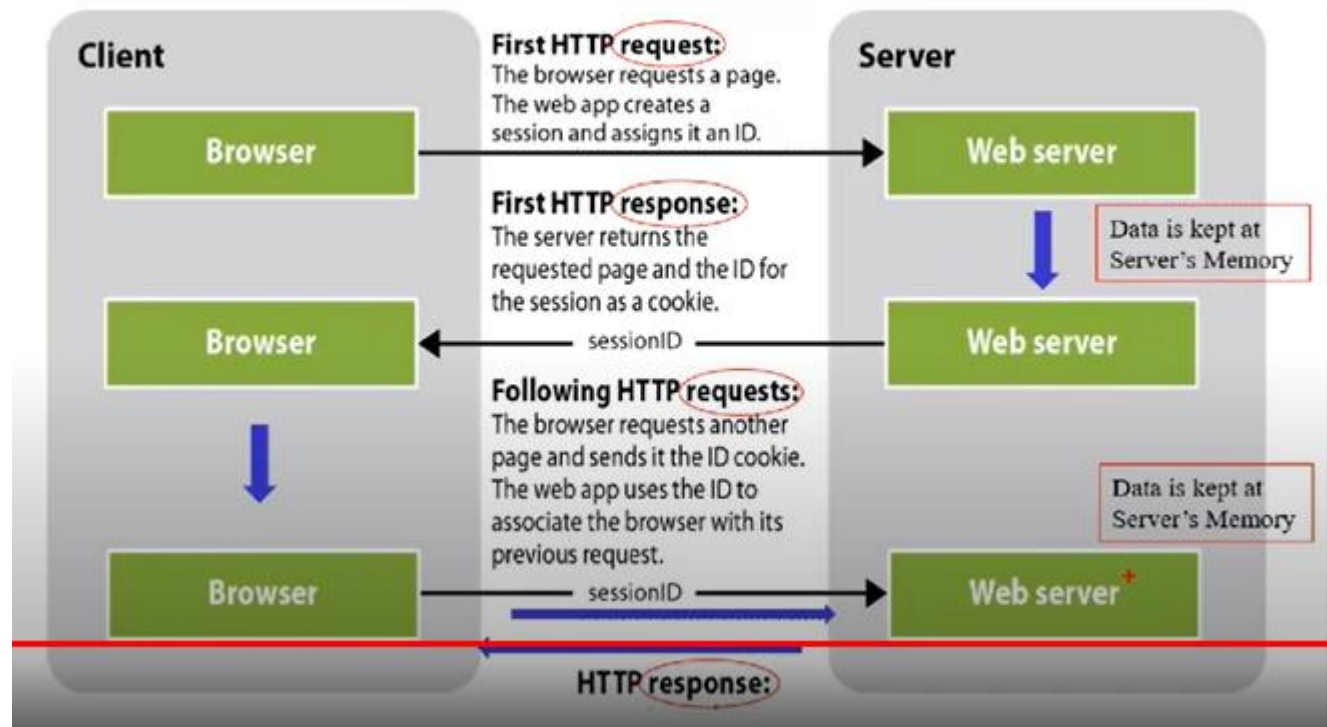 Client
First HTTP request:
The browser requests a page.
The web app creates a
session and assigns it an ID.
Server
Browser
Web server
First HTTP response:
The server returns the
requested page and the ID for
the session as a cookie.
Data is kept at
Server's Memory
Browser
sessionID
Web server
Following HTTP requests:
The browser requests another
page and sends it the ID cookie.
The web app uses the ID to
associate the browser with its
previous request.
Data is kept at
Server's Memory
Browser
sessionID
Web server
HTTP response: